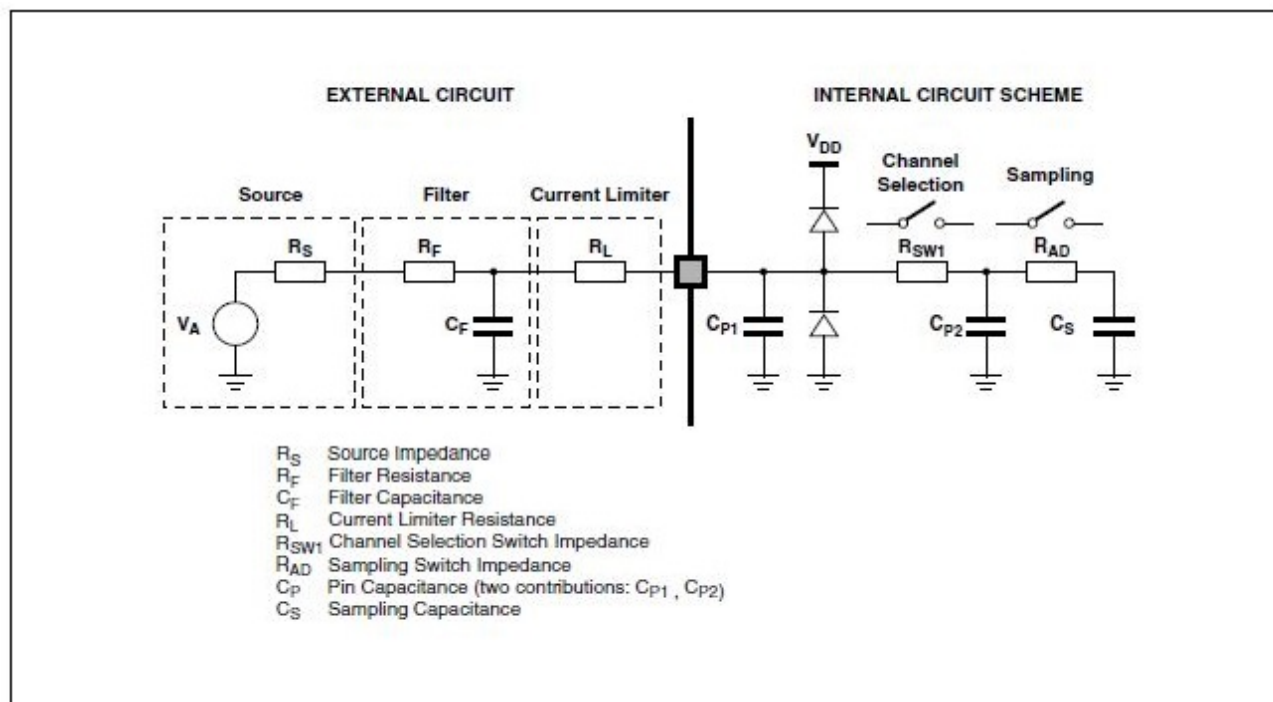 EXTERNAL CIRCUIT
INTERNAL CIRCUIT SCHEME
VDD
Channel
Selection
Sampling
Source
Filter
Current Limiter
RS
RF
RL
RSW1
RAD
VA
CF
CP1
CP2
CS
RS Source Impedance
RF Filter Resistance
CF Filter Capacitance
RL Current Limiter Resistance
RSW1 Channel Selection Switch Impedance
RAD Sampling Switch Impedance
CP Pin Capacitance (two contributions: CP1 , CP2)
CS Sampling Capacitance